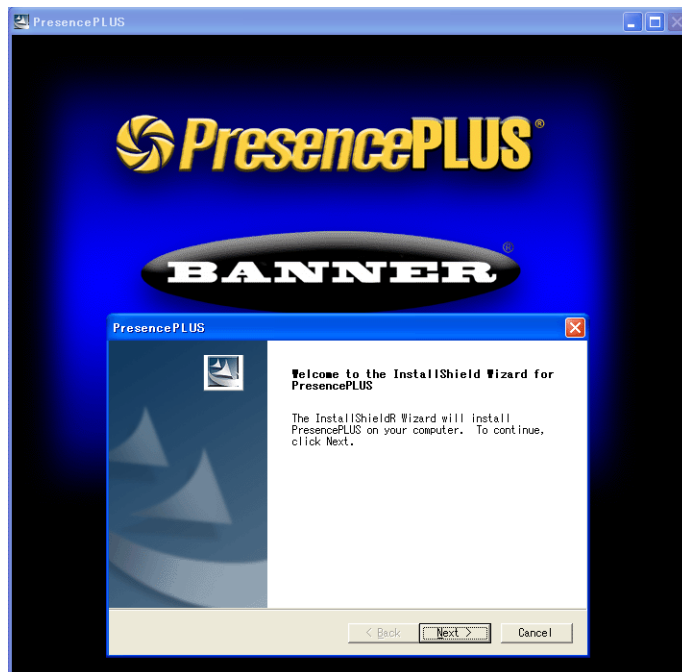 PresencePLUS
PresencePLUS®
BANNER®
PresencePLUS
Welcome to the InstallShield Wizard for
PresencePLUS
The InstallShieldR Wizard will install
PresencePLUS on your computer.  To continue,
click Next.
< Back  Next >  Cancel